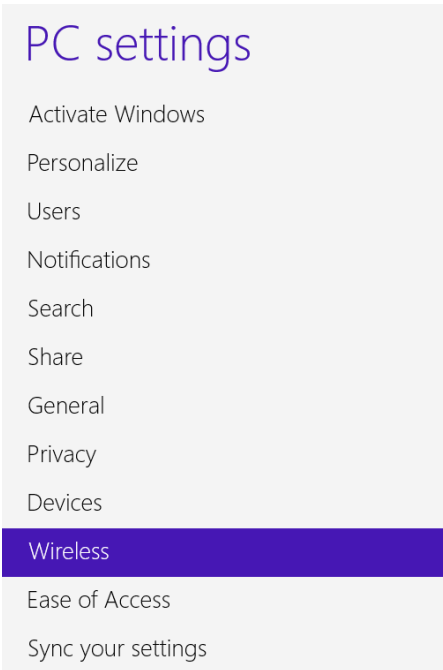 PC settings
Activate Windows
Personalize
Users
Notifications
Search
Share
General
Privacy
Devices
Wireless
Ease of Access
Sync your settings